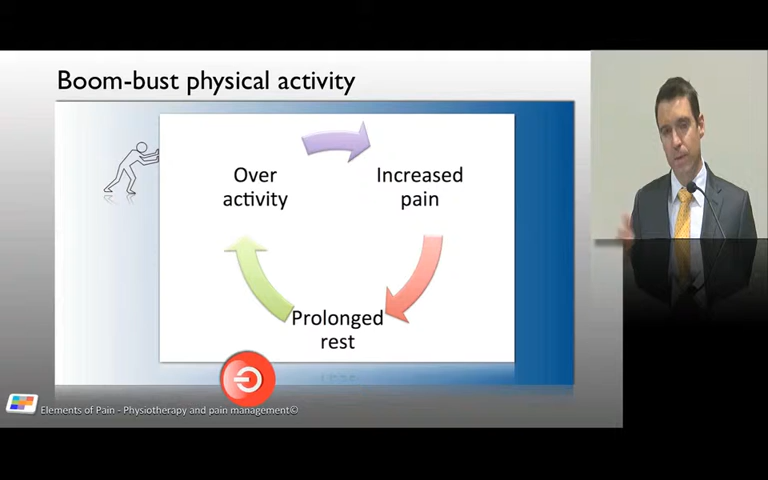 Boom-bust physical activity
Over
activity
Increased
pain
Prolonged
rest
Elements of Pain - Physiotherapy and pain management©